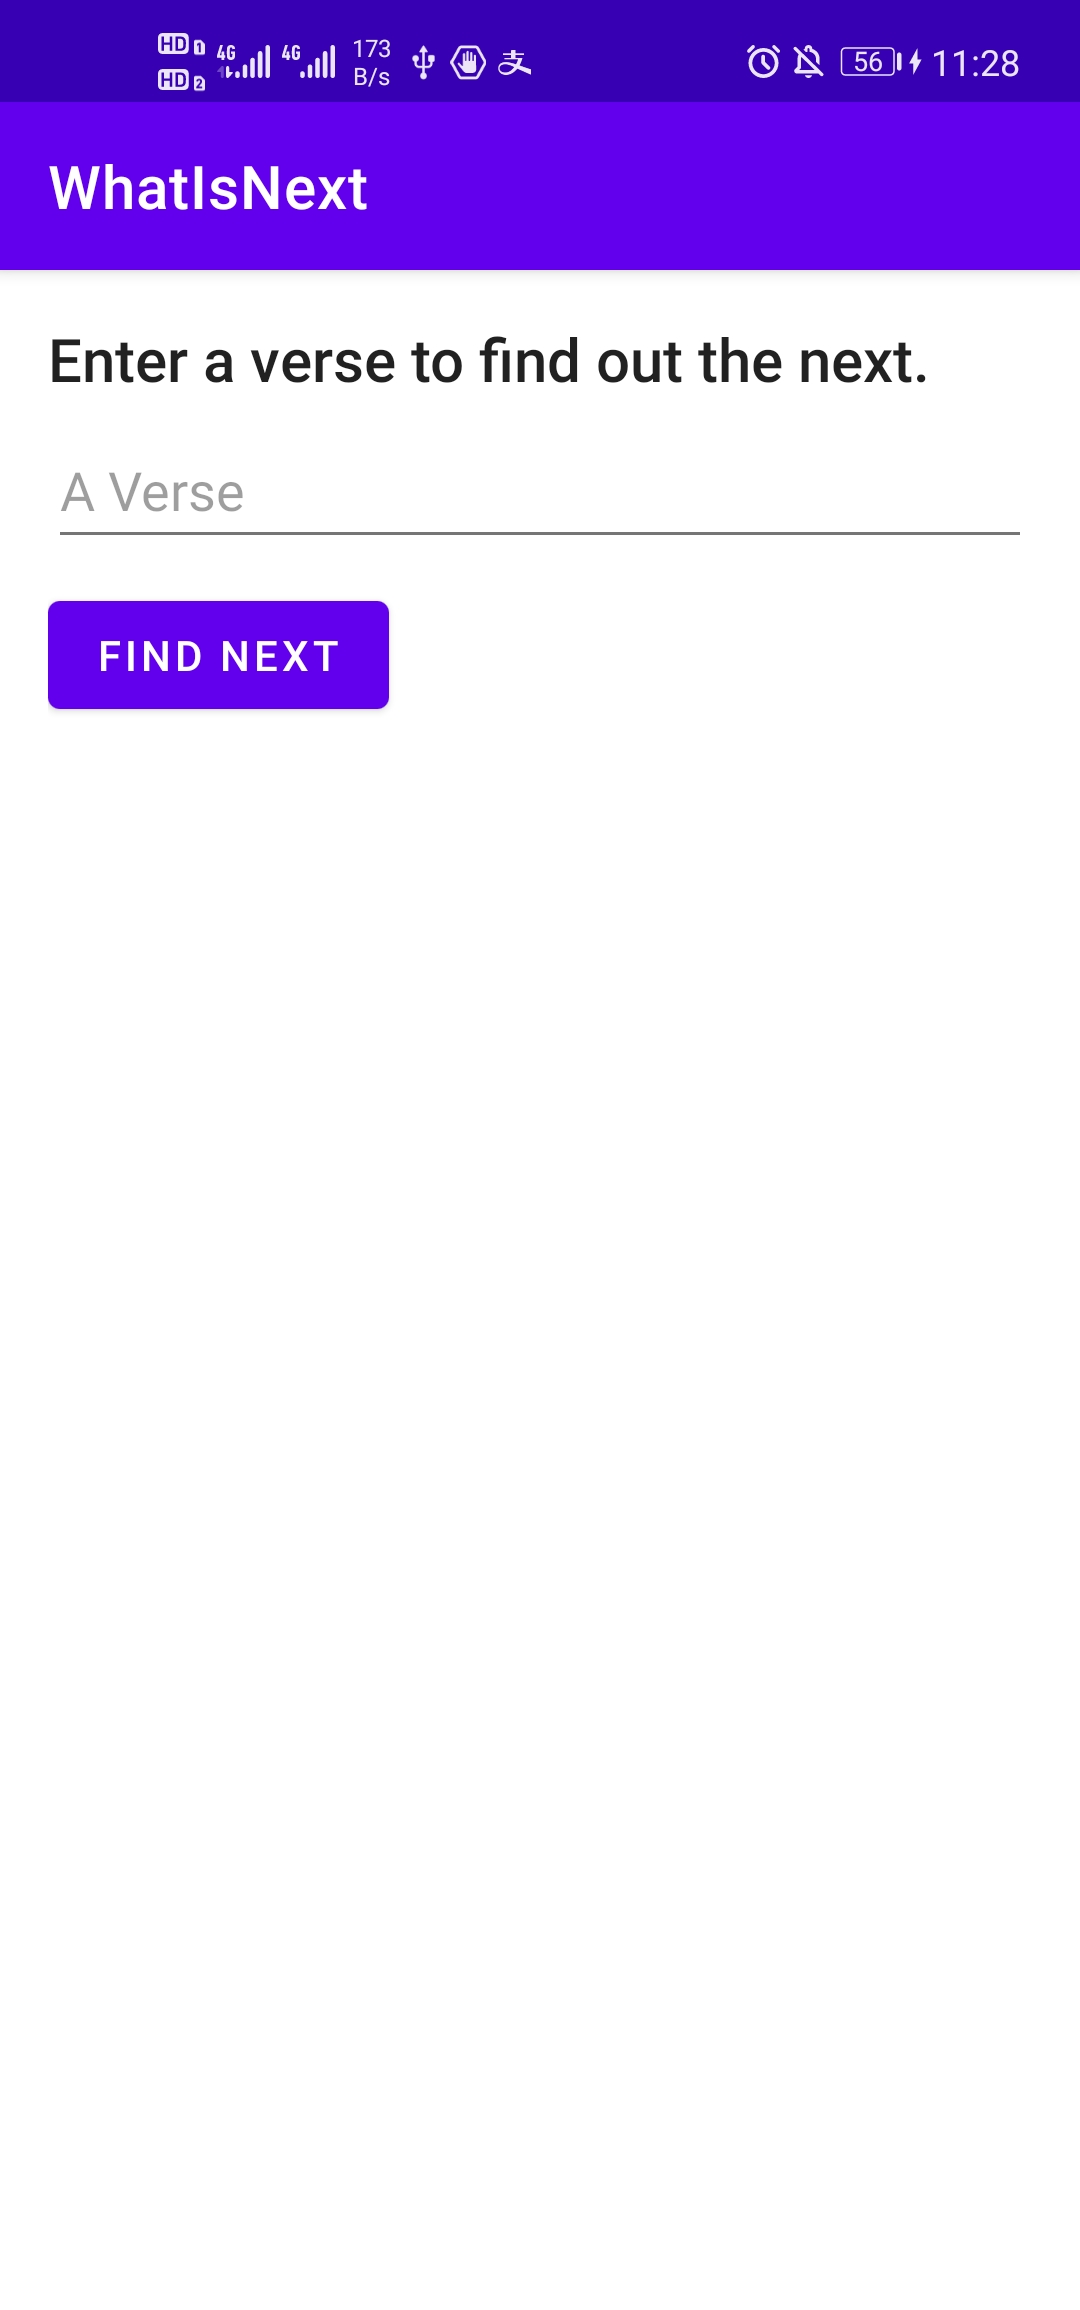 HD 1 4G 4G 173 56 11:28
HD 2 B/s
WhatIsNext
Enter a verse to find out the next.
A Verse
FIND NEXT